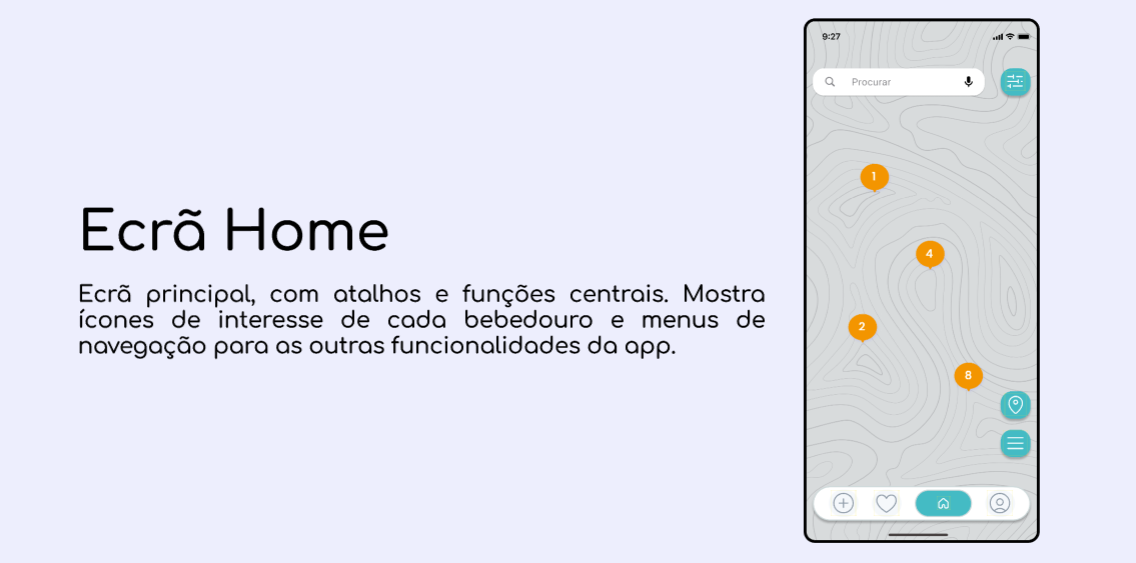 Ecrã Home
Ecrã principal, com atalhos e funções centrais. Mostra
ícones de interesse de cada bebedouro e menus de
navegação para as outras funcionalidades da app.
9:27
Procurar
1
4
2
8